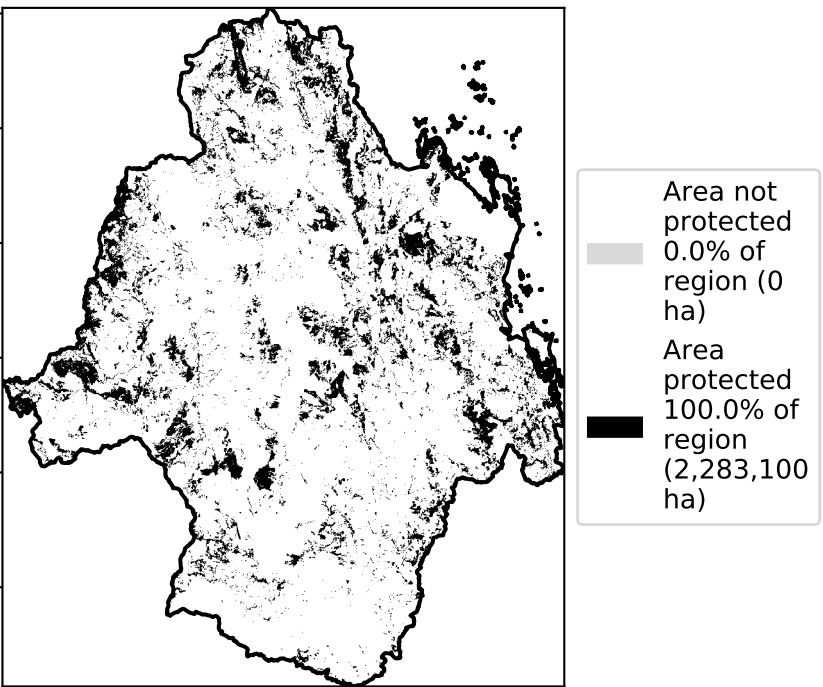 Area not
protected
0.0% of
region (0
ha)
Area
protected
100.0% of
region
(2,283,100
ha)